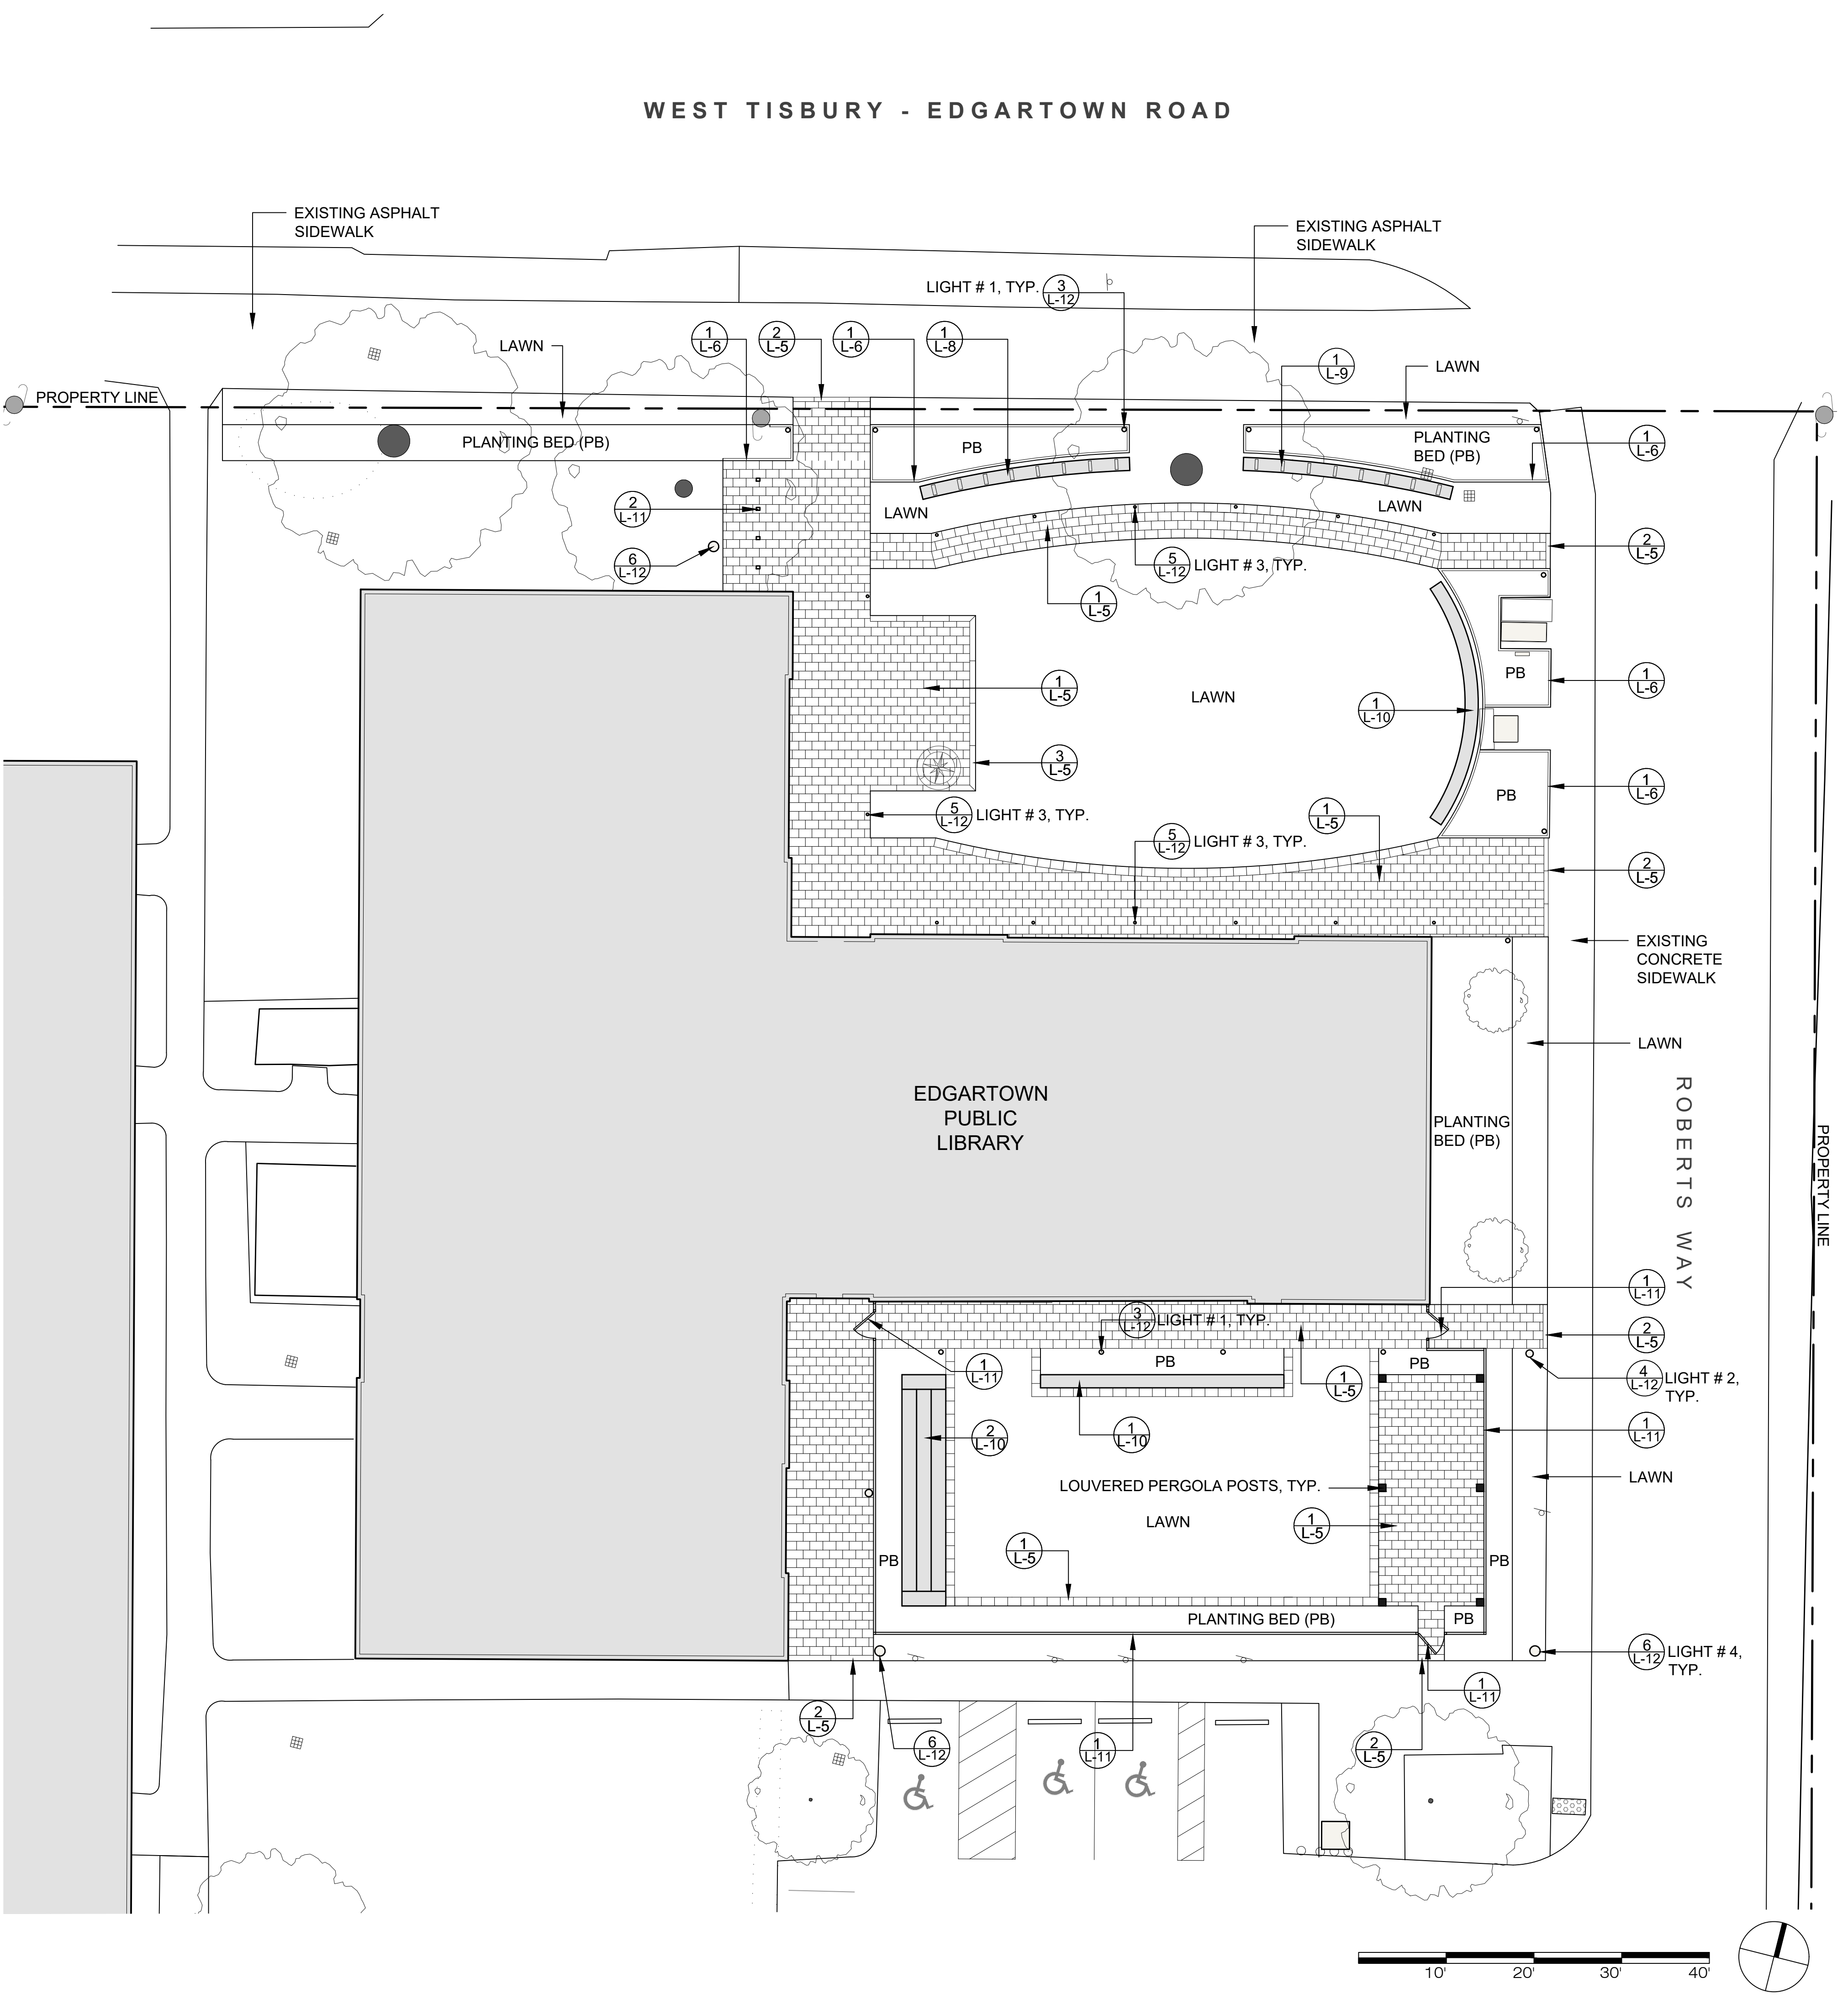 WEST TISBURY - EDGARTOWN ROAD
EXISTING ASPHALT
SIDEWALK
EXISTING ASPHALT
SIDEWALK
LIGHT # 1, TYP.
3
L-12
LAWN
1
L-6
2
L-5
1
L-6
1
L-8
1
L-9
LAWN
PROPERTY LINE
PLANTING BED (PB)
PB
PLANTING
BED (PB)
1
L-6
2
L-11
LAWN
LAWN
6
L-12
5
L-12
LIGHT # 3, TYP.
2
L-5
1
L-5
1
L-5
LAWN
1
L-10
PB
1
L-6
3
L-5
5
L-12
LIGHT # 3, TYP.
5
L-12
LIGHT # 3, TYP.
1
L-5
PB
1
L-6
2
L-5
EXISTING
CONCRETE
SIDEWALK
LAWN
EDGARTOWN
PUBLIC
LIBRARY
PLANTING
BED (PB)
ROBERTS WAY
PROPERTY LINE
1
L-11
3
L-12
LIGHT # 1, TYP.
2
L-5
1
L-11
PB
1
L-5
PB
4
L-12
LIGHT # 2,
TYP.
2
L-10
1
L-10
1
L-11
LOUVERED PERGOLA POSTS, TYP.
LAWN
LAWN
1
L-5
1
L-5
PB
PB
PLANTING BED (PB)
PB
6
L-12
LIGHT # 4,
TYP.
1
L-11
2
L-5
6
L-12
1
L-11
2
L-5
10'
20'
30'
40'